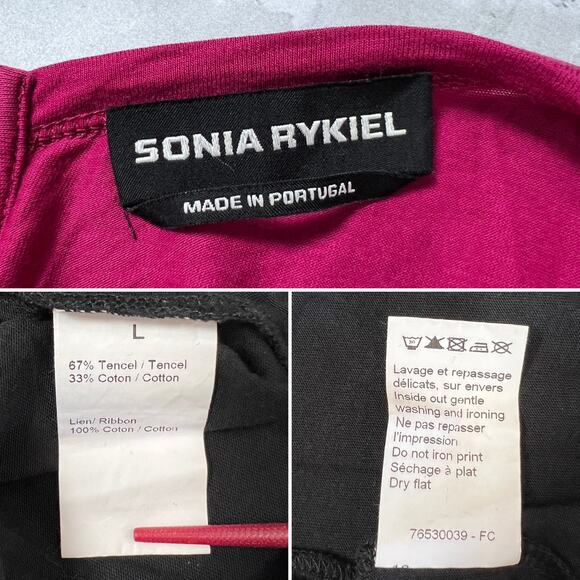 SONIA RYKIEL
MADE IN PORTUGAL
L
67% Tencel / Tencel
33% Coton / Cotton
Lien/ Ribbon
100% Coton / Cotton
Lavage et repassage
délicats, sur envers
Inside out gentle
washing and ironing
Ne pas repasser
l'impression
Do not iron print
Séchage à plat
Dry flat
76530039 - FC